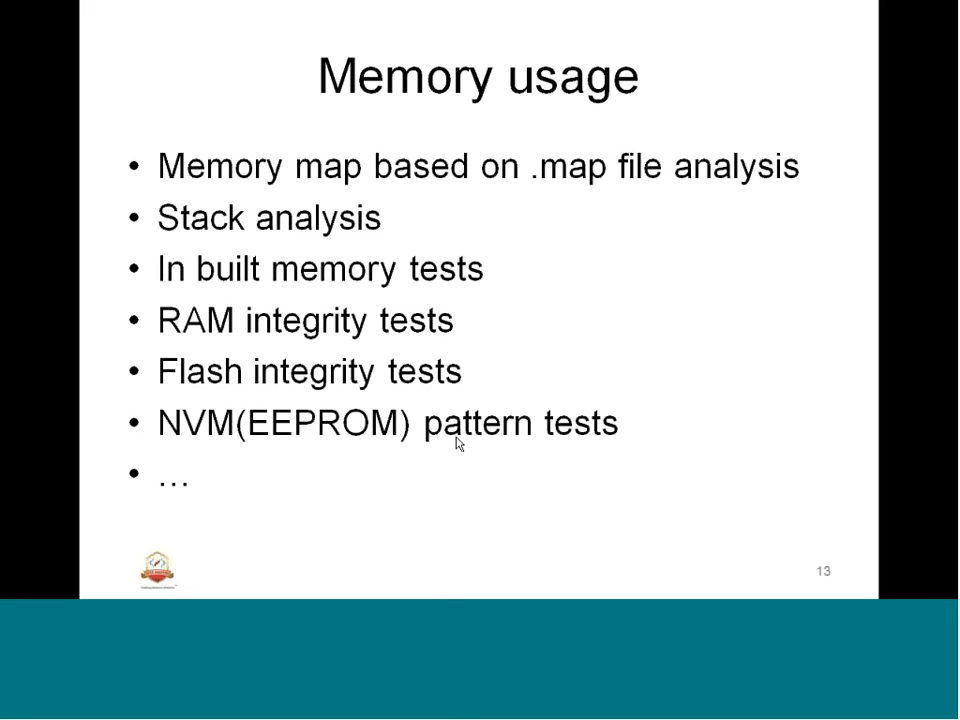 Memory usage
• Memory map based on .map file analysis
• Stack analysis
• In built memory tests
• RAM integrity tests
• Flash integrity tests
• NVM(EEPROM) pattern tests
• ...
13